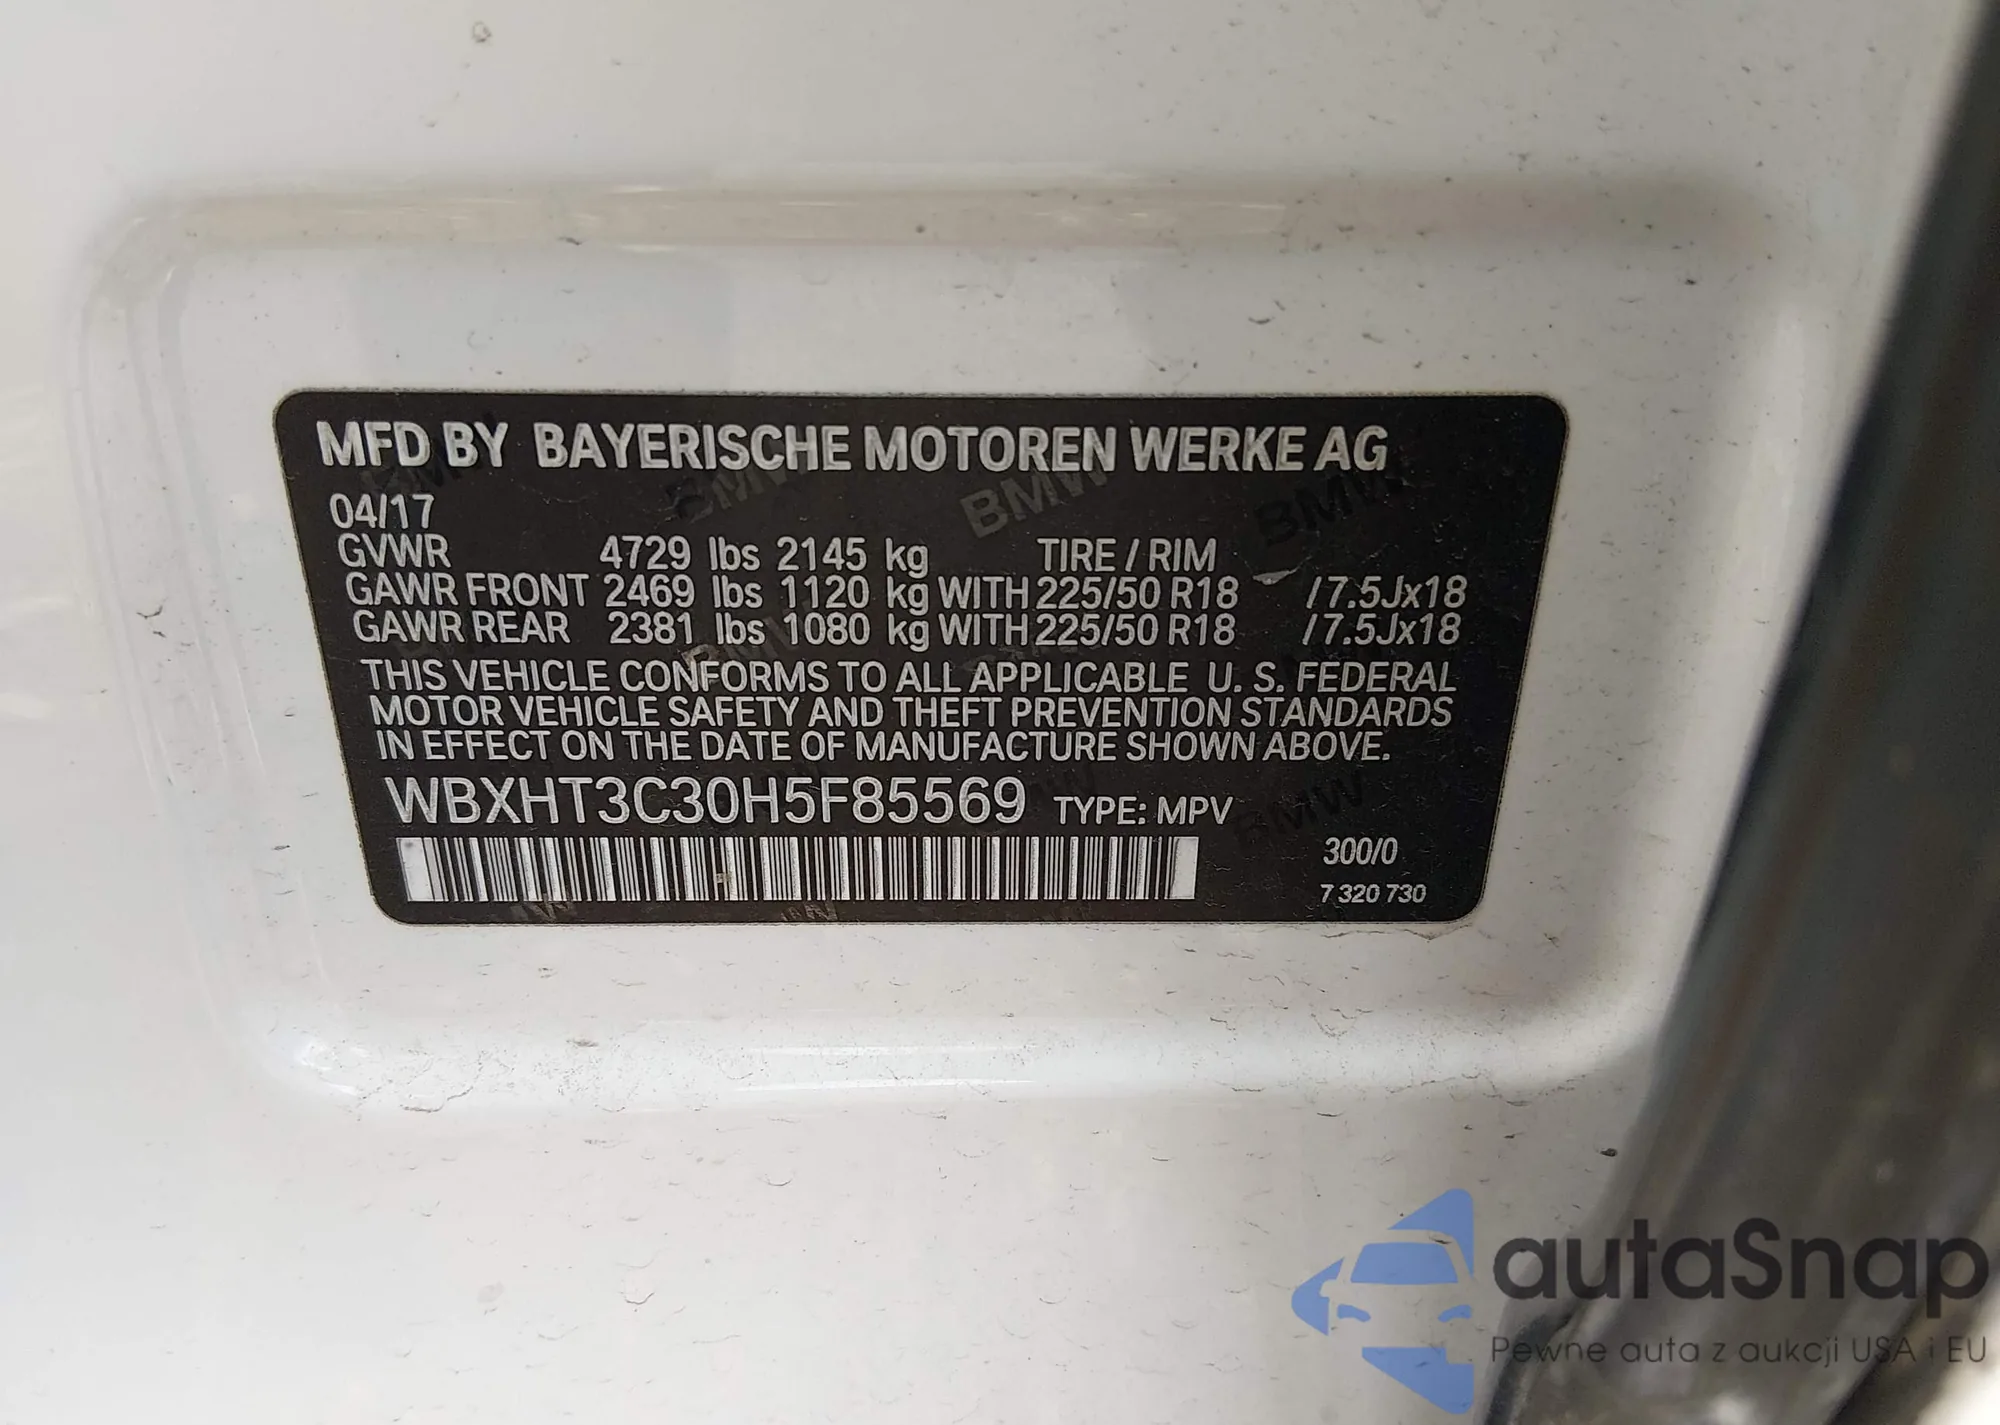 MFD BY BAYERISCHE MOTOREN WERKE AG
04/17
GVWR 4729 lbs 2145 kg TIRE / RIM
GAWR FRONT 2469 lbs 1120 kg WITH 225/50 R18 / 7.5Jx18
GAWR REAR 2381 lbs 1080 kg WITH 225/50 R18 / 7.5Jx18
THIS VEHICLE CONFORMS TO ALL APPLICABLE U. S. FEDERAL
MOTOR VEHICLE SAFETY AND THEFT PREVENTION STANDARDS
IN EFFECT ON THE DATE OF MANUFACTURE SHOWN ABOVE.
WBXHT3C30H5F85569 TYPE: MPV
300/0
7 320 730
autaSnap
Pewne auta z aukcji USA i EU